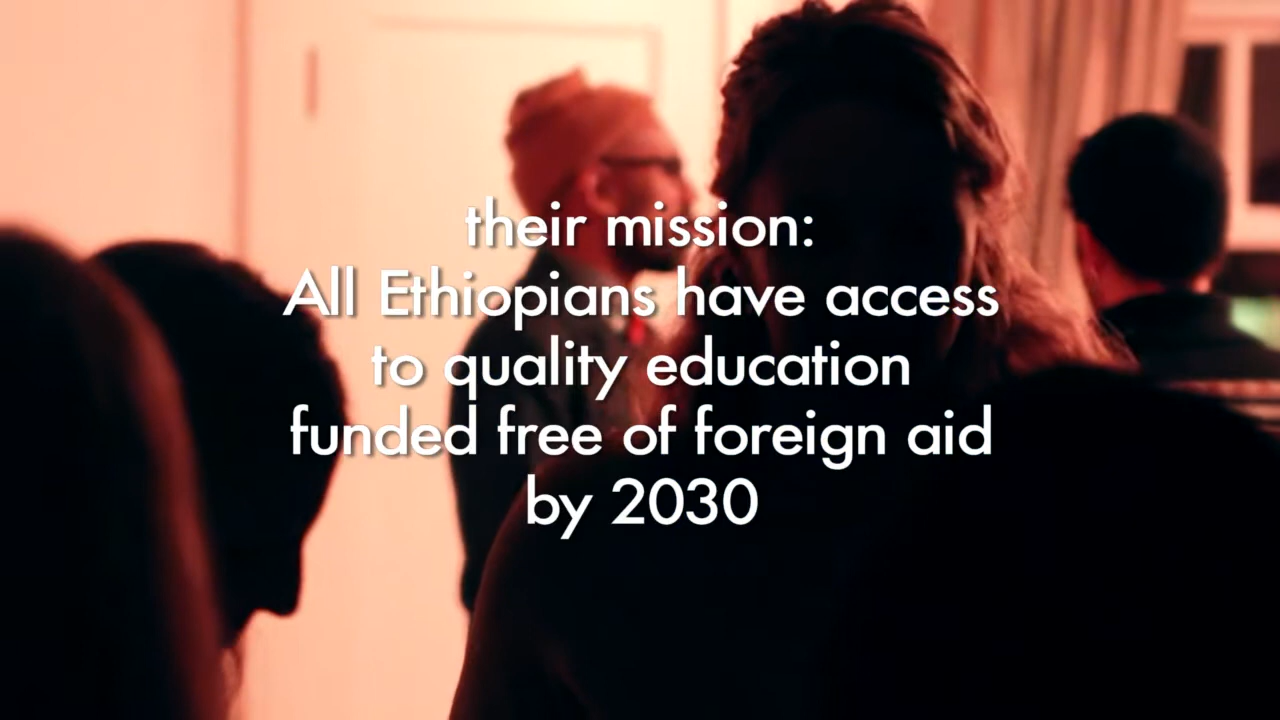 their mission:
All Ethiopians have access
to quality education
funded free of foreign aid
by 2030